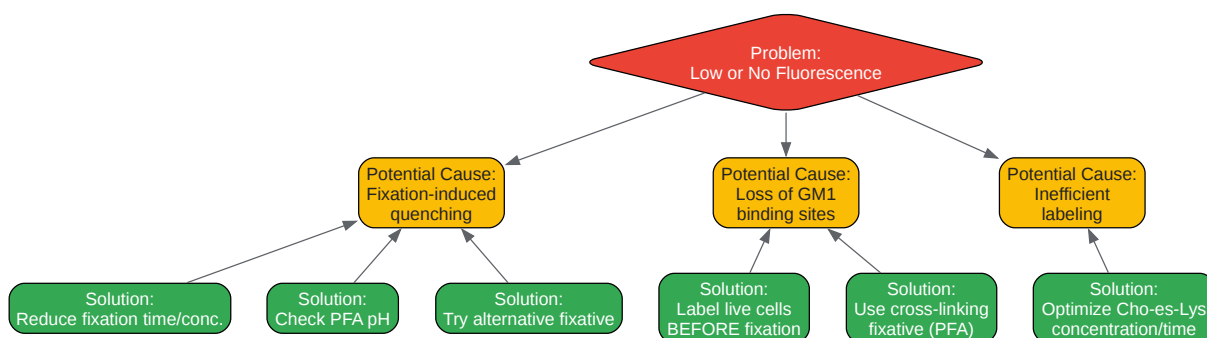 Problem:
Low or No Fluorescence
Potential Cause:
Fixation-induced
quenching
Potential Cause:
Loss of GM1
binding sites
Potential Cause:
Inefficient
labeling
Solution:
Reduce fixation time/conc.
Solution:
Check PFA pH
Solution:
Try alternative fixative
Solution:
Label live cells
BEFORE fixation
Solution:
Use cross-linking
fixative (PFA)
Solution:
Optimize Cho-es-Lys
concentration/time